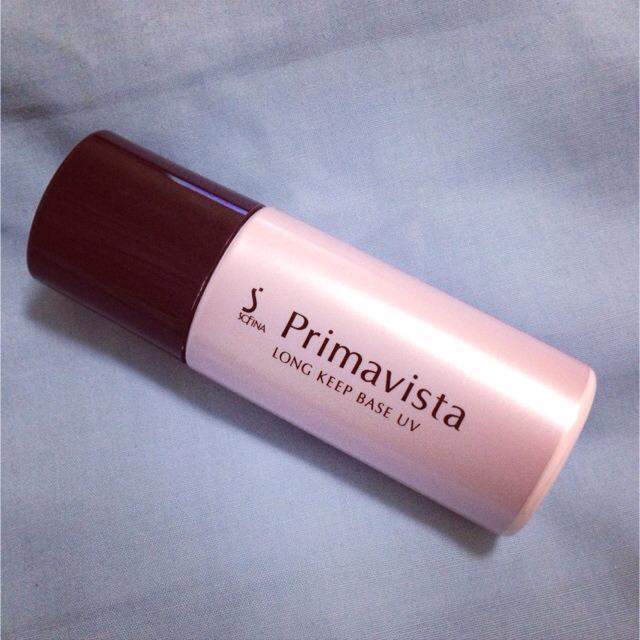 SOFINA
Primavista
LONG KEEP BASE UV